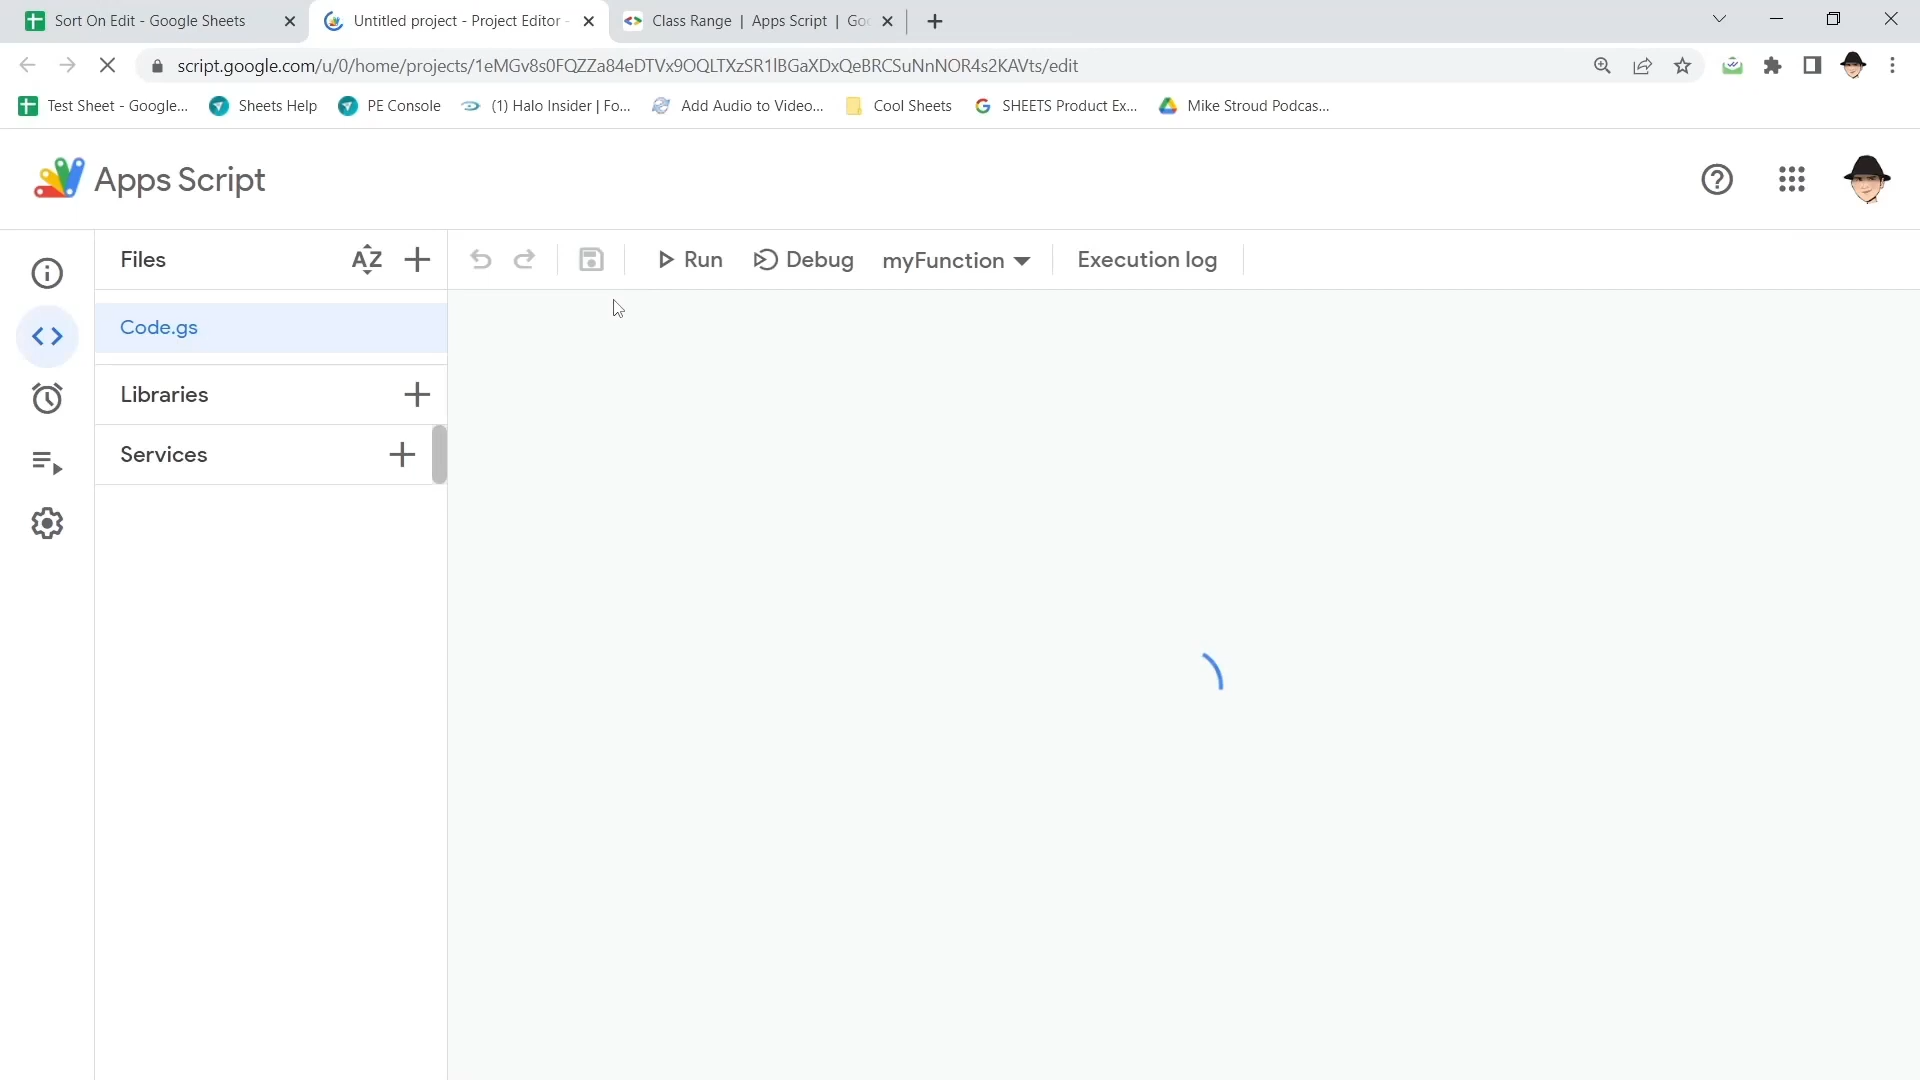 Sort On Edit - Google Sheets
Untitled project - Project Editor -
Class Range | Apps Script | Goo
script.google.com/u/0/home/projects/1eMGv8s0FQZZa84eDTVx9OQLTXzSR1lBGaXDxQeBRCSuNnNOR4s2KAVts/edit
Test Sheet - Google...
Sheets Help
PE Console
(1) Halo Insider | Fo...
Add Audio to Video...
Cool Sheets
SHEETS Product Ex...
Mike Stroud Podcas...
Apps Script
Files
AZ
Run
Debug
myFunction
Execution log
Code.gs
Libraries
Services